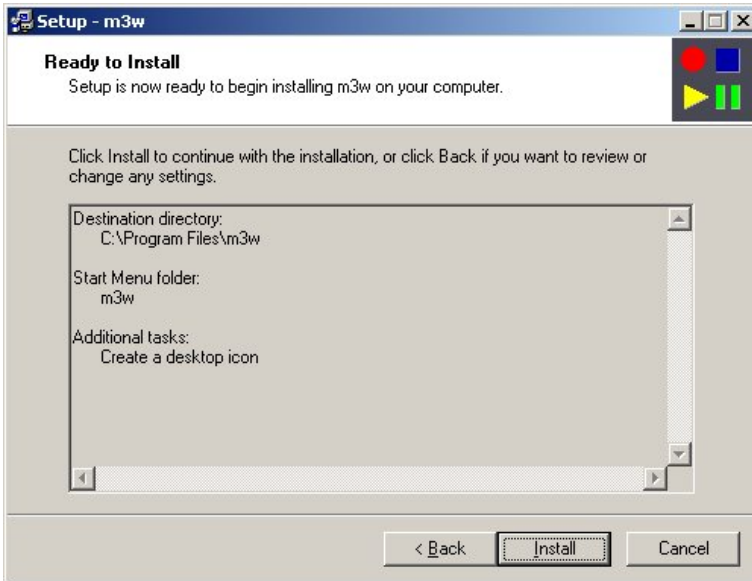 Setup - m3w
Ready to Install
Setup is now ready to begin installing m3w on your computer.
Click Install to continue with the installation, or click Back if you want to review or
change any settings.
Destination directory:
C:\Program Files\m3w
Start Menu folder:
m3w
Additional tasks:
Create a desktop icon
< Back
Install
Cancel